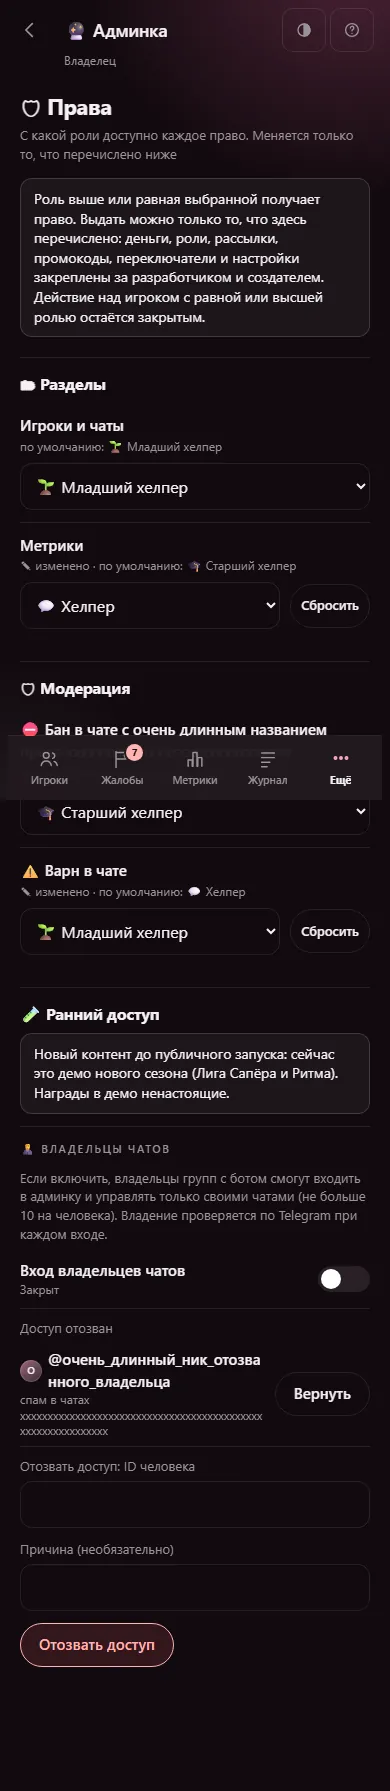 Админка
Владелец
Права
С какой роли доступно каждое право. Меняется только
то, что перечислено ниже
Роль выше или равная выбранной получает
право. Выдать можно только то, что здесь
перечислено: деньги, роли, рассылки,
промокоды, переключатели и настройки
закреплены за разработчиком и создателем.
Действие над игроком с равной или высшей
ролью остаётся закрытым.
Разделы
Игроки и чаты
по умолчанию: 🌱 Младший хелпер
🌱 Младший хелпер
Метрики
✎ изменено · по умолчанию: 🎓 Старший хелпер
💬 Хелпер
Сбросить
Модерация
⛔ Бан в чате с очень длинным названием
7
Игроки
Жалобы
Метрики
Журнал
Ещё
🎓 Старший хелпер
⚠️ Варн в чате
✎ изменено · по умолчанию: 💬 Хелпер
🌱 Младший хелпер
Сбросить
🧪 Ранний доступ
Новый контент до публичного запуска: сейчас
это демо нового сезона (Лига Сапёра и Ритма).
Награды в демо ненастоящие.
ВЛАДЕЛЬЦЫ ЧАТОВ
Если включить, владельцы групп с ботом смогут входить
в админку и управлять только своими чатами (не больше
10 на человека). Владение проверяется по Telegram при
каждом входе.
Вход владельцев чатов
Закрыт
Доступ отозван
О
@очень_длинный_ник_отозва
нного_владельца
спам в чатах
xxxxxxxxxxxxxxxxxxxxxxxxxxxxxxxxxxxxxxxxxxxx
xxxxxxxxxxxxxxxx
Вернуть
Отозвать доступ: ID человека
Причина (необязательно)
Отозвать доступ